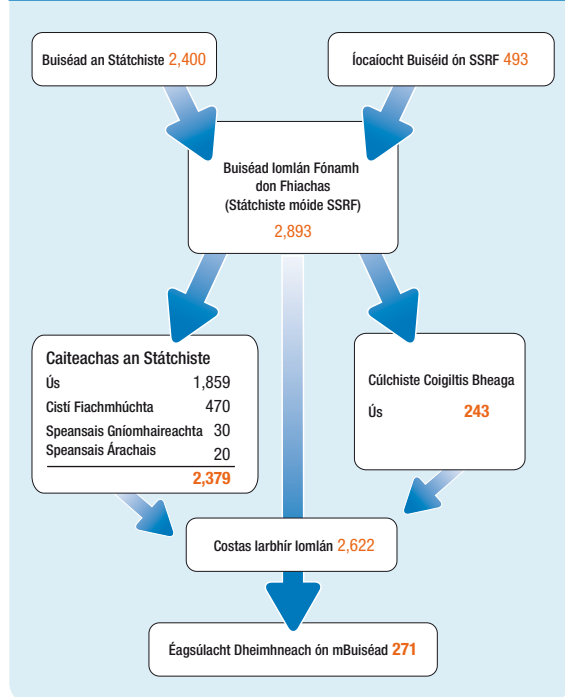 Buiséad an Státchiste 2,400
Íocaíocht Buiséid ón SSRF 493
Buiséad Iomlán Fónamh
don Fhiachas
(Státchiste móide SSRF)
2,893
Caiteachas an Státchiste
Ús 1,859
Cistí Fiachmhúchta 470
Speansais Gníomhaireachta 30
Speansais Árachais 20
2,379
Cúlchiste Coigiltis Bheaga
Ús 243
Costas Iarbhír Iomlán 2,622
Éagsúlacht Dheimhneach ón mBuiséad 271